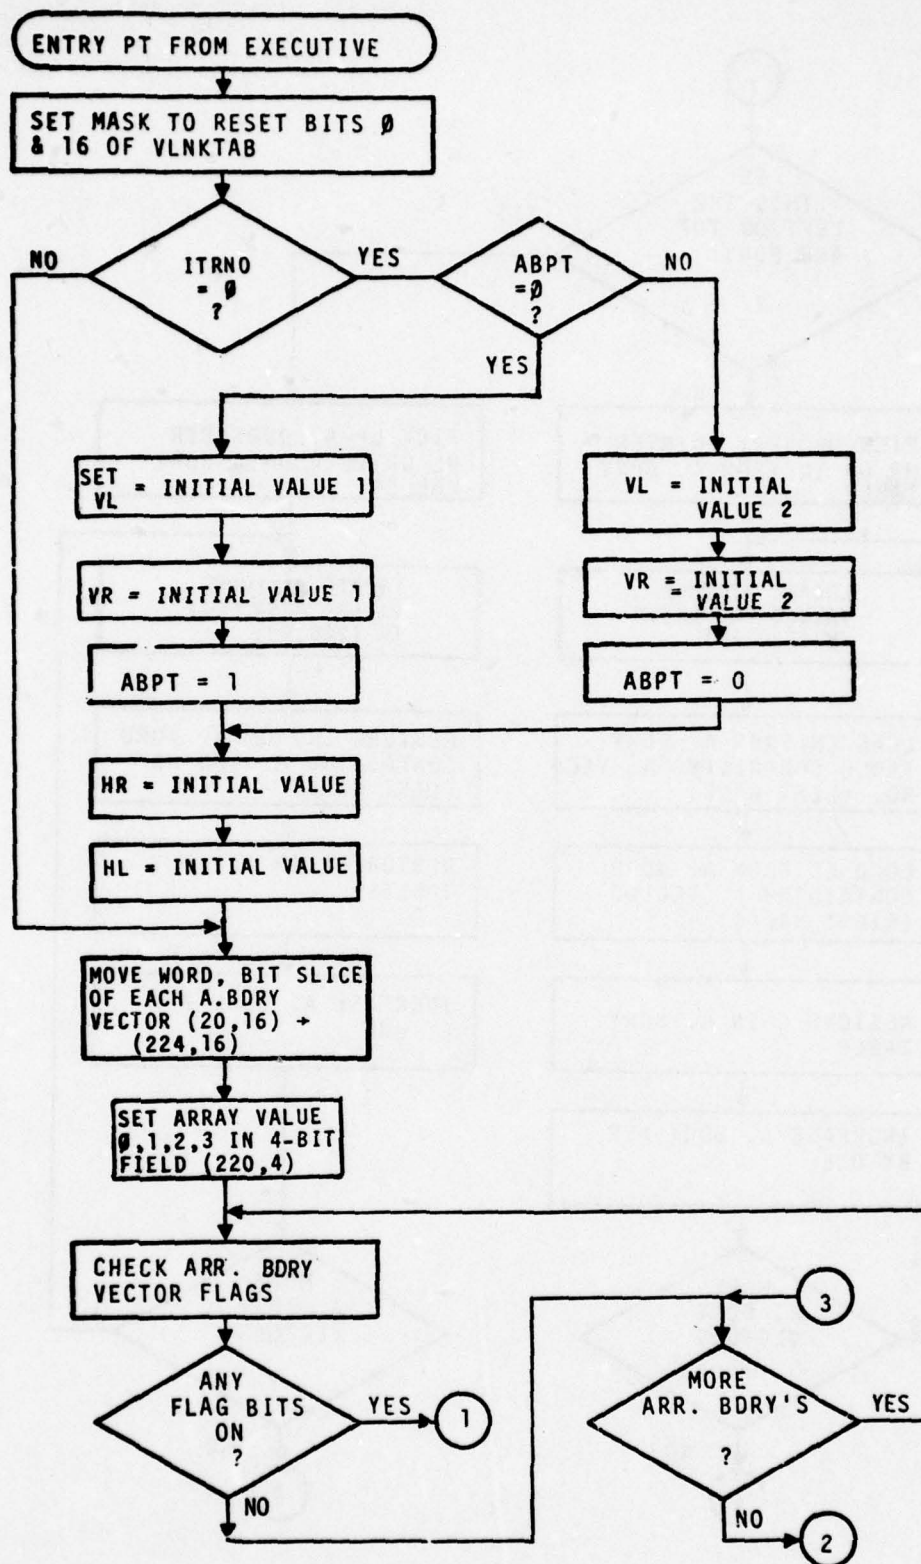 ENTRY PT FROM EXECUTIVE
SET MASK TO RESET BITS Ø
& 16 OF VLNKTAB
NO
ITRNO
= Ø
?
YES
ABPT
=Ø
?
NO
YES
SET
VL = INITIAL VALUE 1
VL = INITIAL
VALUE 2
VR = INITIAL VALUE 1
VR = INITIAL
VALUE 2
ABPT = 1
ABPT = 0
HR = INITIAL VALUE
HL = INITIAL VALUE
MOVE WORD, BIT SLICE
OF EACH A.BDRY
VECTOR (20,16) →
(224,16)
SET ARRAY VALUE
Ø,1,2,3 IN 4-BIT
FIELD (220,4)
CHECK ARR. BDRY
VECTOR FLAGS
3
ANY
FLAG BITS
ON
?
YES
1
MORE
ARR. BDRY'S
?
YES
NO
NO
2